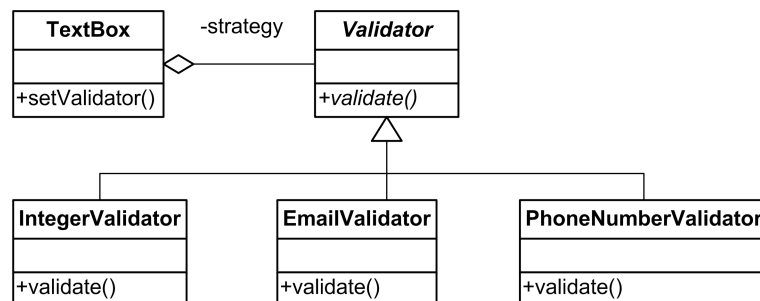 TextBox
-strategy
Validator
+setValidator()
+validate()
IntegerValidator
EmailValidator
PhoneNumberValidator
+validate()
+validate()
+validate()